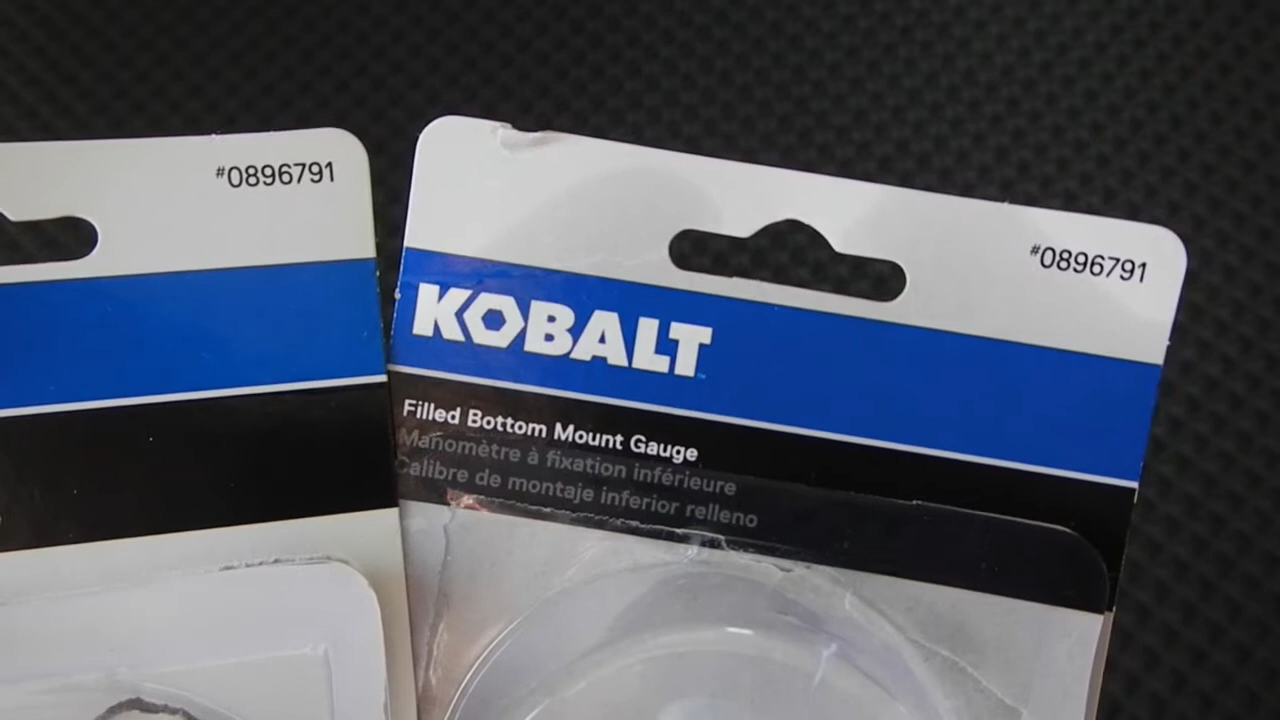 #0896791
#0896791
KOBALT
Filled Bottom Mount Gauge
Manomètre à fixation inférieure
Calibre de montaje inferior relleno